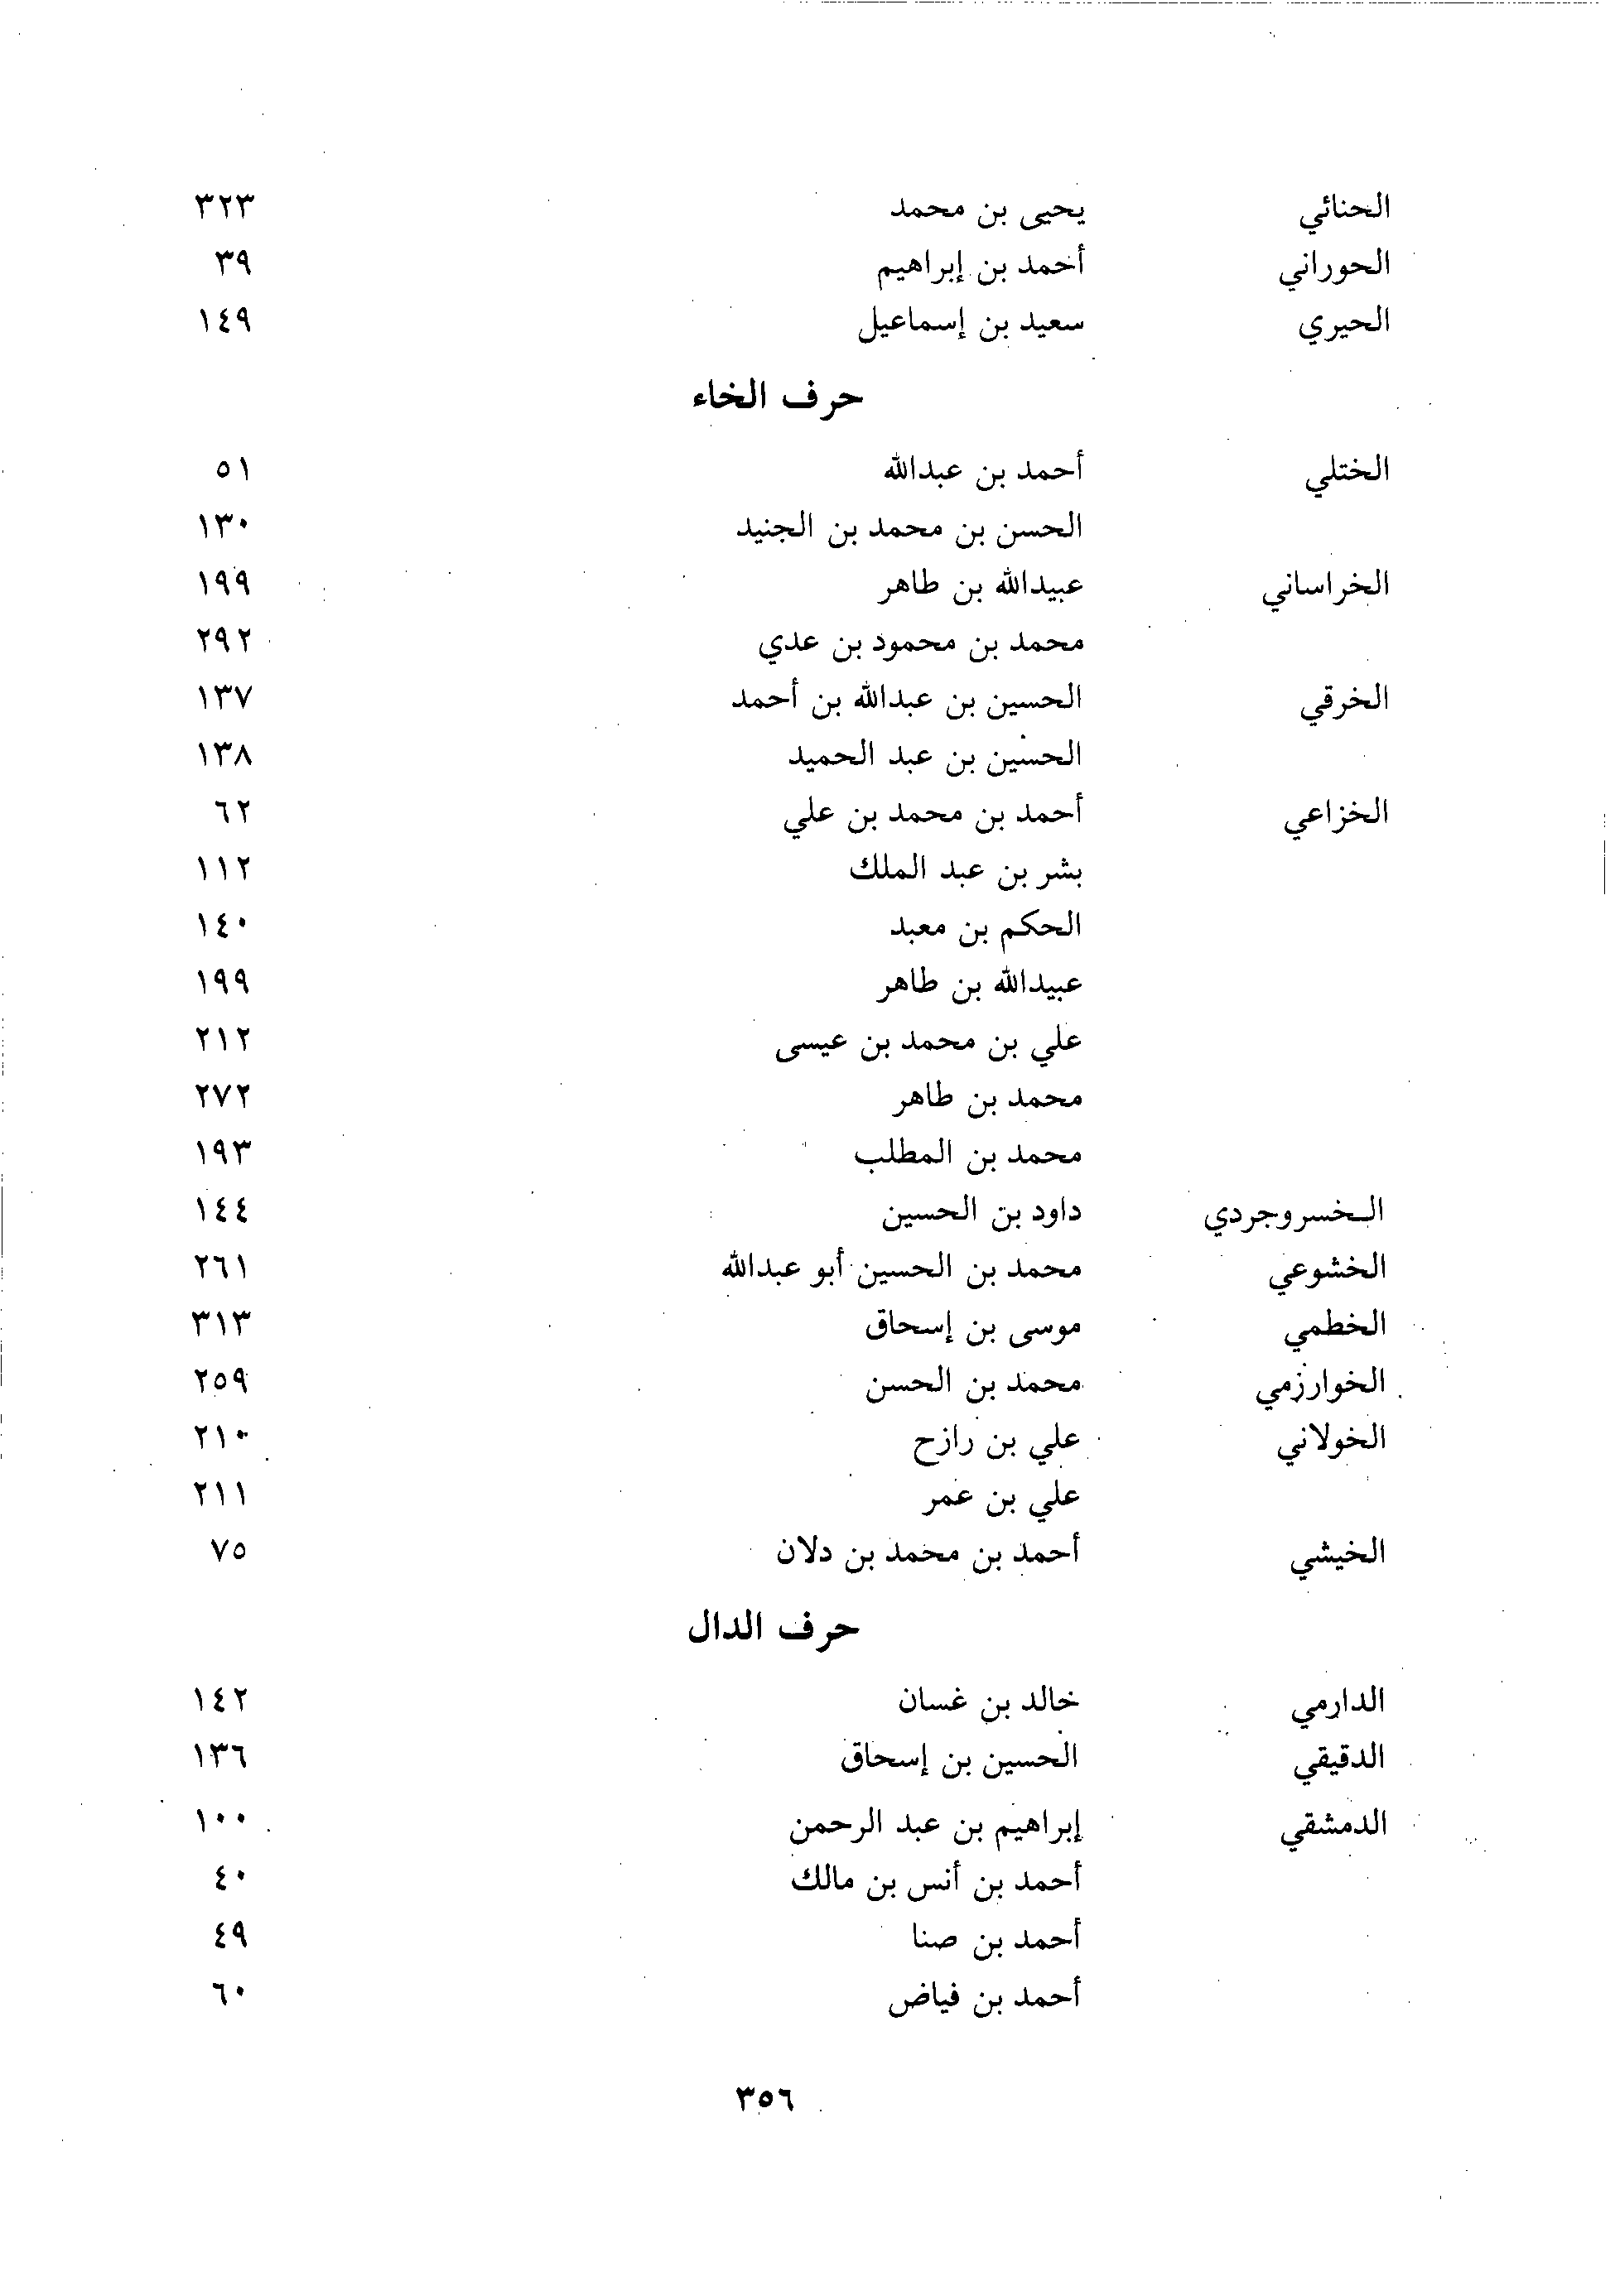 الحنائي يحيى بن محمد ٣٢٣
الحوراني أحمد بن إبراهيم ٣٩
الحيري سعيد بن إسماعيل ١٤٩
حرف الخاء
الختلي أحمد بن عبدالله ٥١
الحسن بن محمد بن الجنيد ١٣٠
الخراساني عبيدالله بن طاهر ١٩٩
محمد بن محمود بن عدي ٢٩٢
الخرقي الحسين بن عبدالله بن أحمد ١٣٧
الحسين بن عبد الحميد ١٣٨
الخزاعي أحمد بن محمد بن علي ٦٢
بشر بن عبد الملك ١١٢
الحكم بن معبد ١٤٠
عبيدالله بن طاهر ١٩٩
علي بن محمد بن عيسى ٢١٢
محمد بن طاهر ٢٧٢
محمد بن المطلب ١٩٣
الخسروجردي داود بن الحسين ١٤٤
الخشوعي محمد بن الحسين أبو عبدالله ٢٦١
الخطمي موسى بن إسحاق ٣١٣
الخوارزمي محمد بن الحسن ٢٥٩
الخولاني علي بن رازح ٢١٠
علي بن عمر ٢١١
الخيشي أحمد بن محمد بن دلان ٧٥
حرف الدال
الدارمي خالد بن غسان ١٤٢
الدقيقي الحسين بن إسحاق ١٣٦
الدمشقي إبراهيم بن عبد الرحمن ١٠٠
أحمد بن أنس بن مالك ٤٠
أحمد بن صنا ٤٩
أحمد بن فياض ٦٠
٣٥٦